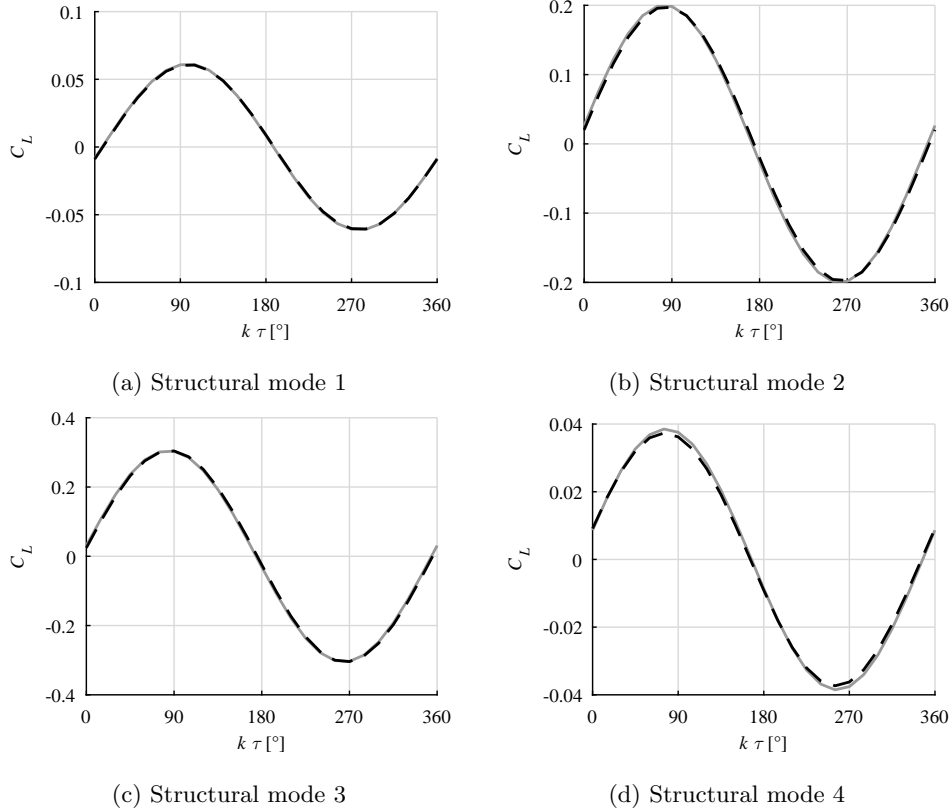 0.1
0.05
0
-0.05
-0.1
C_L
0 90 180 270 360
k τ [°]
(a) Structural mode 1
0.2
0.1
0
-0.1
-0.2
C_L
0 90 180 270 360
k τ [°]
(b) Structural mode 2
0.4
0.2
0
-0.2
-0.4
C_L
0 90 180 270 360
k τ [°]
(c) Structural mode 3
0.04
0.02
0
-0.02
-0.04
C_L
0 90 180 270 360
k τ [°]
(d) Structural mode 4